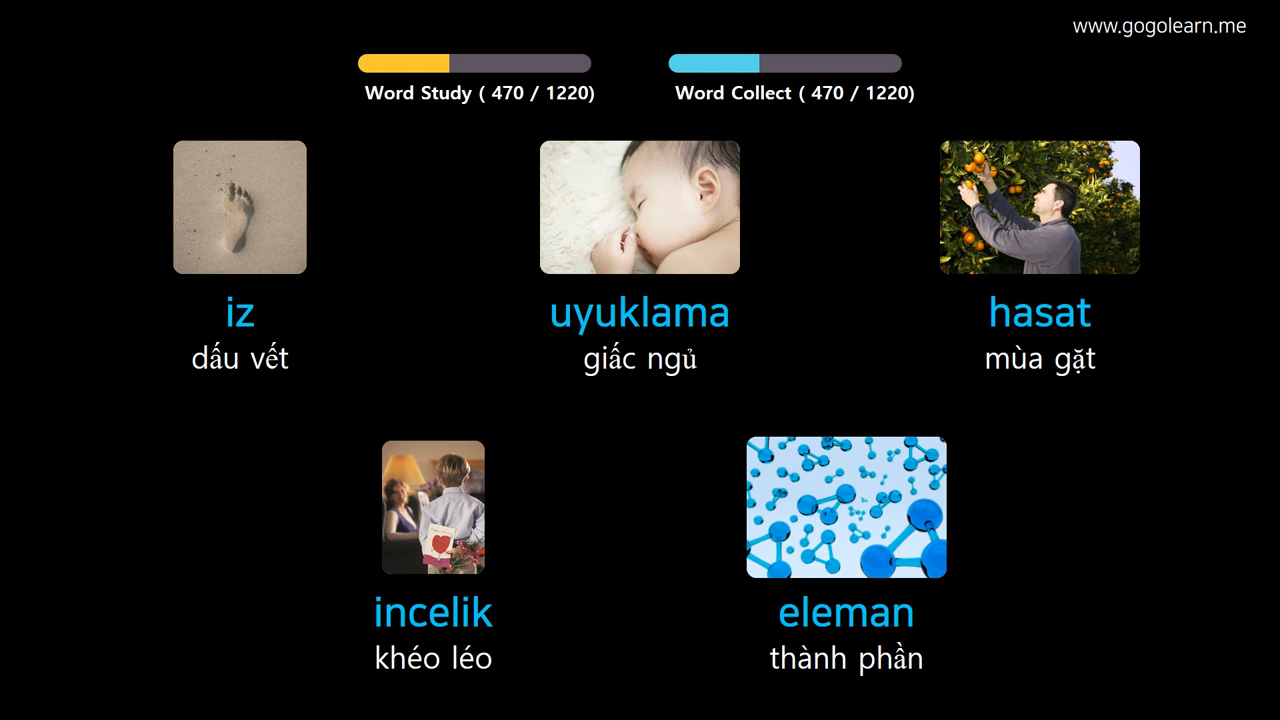 www.gogolearn.me
Word Study ( 470 / 1220)
Word Collect ( 470 / 1220)
iz
dấu vết
uyuklama
giấc ngủ
hasat
mùa gặt
incelik
khéo léo
eleman
thành phần